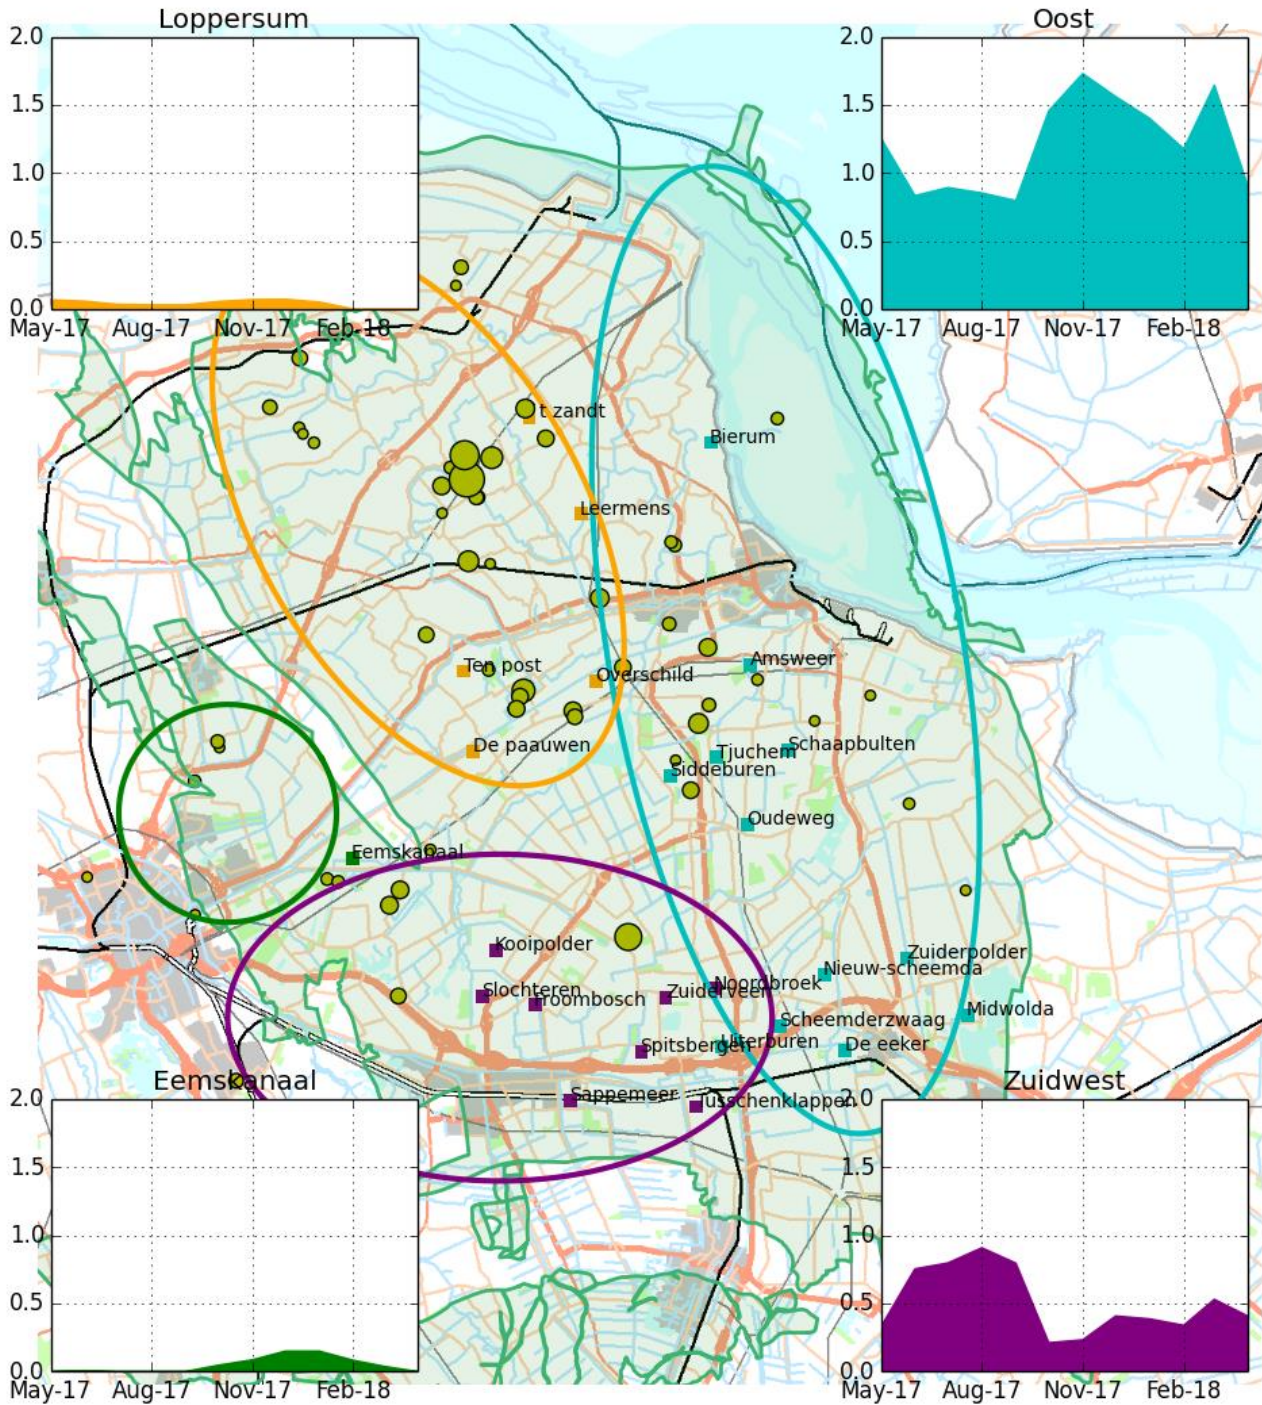 Loppersum
Oost
2.0
1.5
1.0
0.5
0.0
May-17 Aug-17 Nov-17 Feb-18
2.0
1.5
1.0
0.5
0.0
May-17 Aug-17 Nov-17 Feb-18
t zandt
Bierum
Leermens
Ten post
Overschild
Amsweer
De paauwen
Tjuchem
Schaapbulten
Siddeburen
Oudeweg
Eemskanaal
Kooipolder
Zuiderpolder
Nieuw-scheemda
Noordbroek
Slochteren
Zuiderveen
Froombosch
Midwolda
Scheemderzwaag
Spitsbergen
Uiterburen
De eeker
Sappemeer
Tusschenklappen
Eemskanaal
Zuidwest
2.0
1.5
1.0
0.5
0.0
May-17 Aug-17 Nov-17 Feb-18
2.0
1.5
1.0
0.5
0.0
May-17 Aug-17 Nov-17 Feb-18